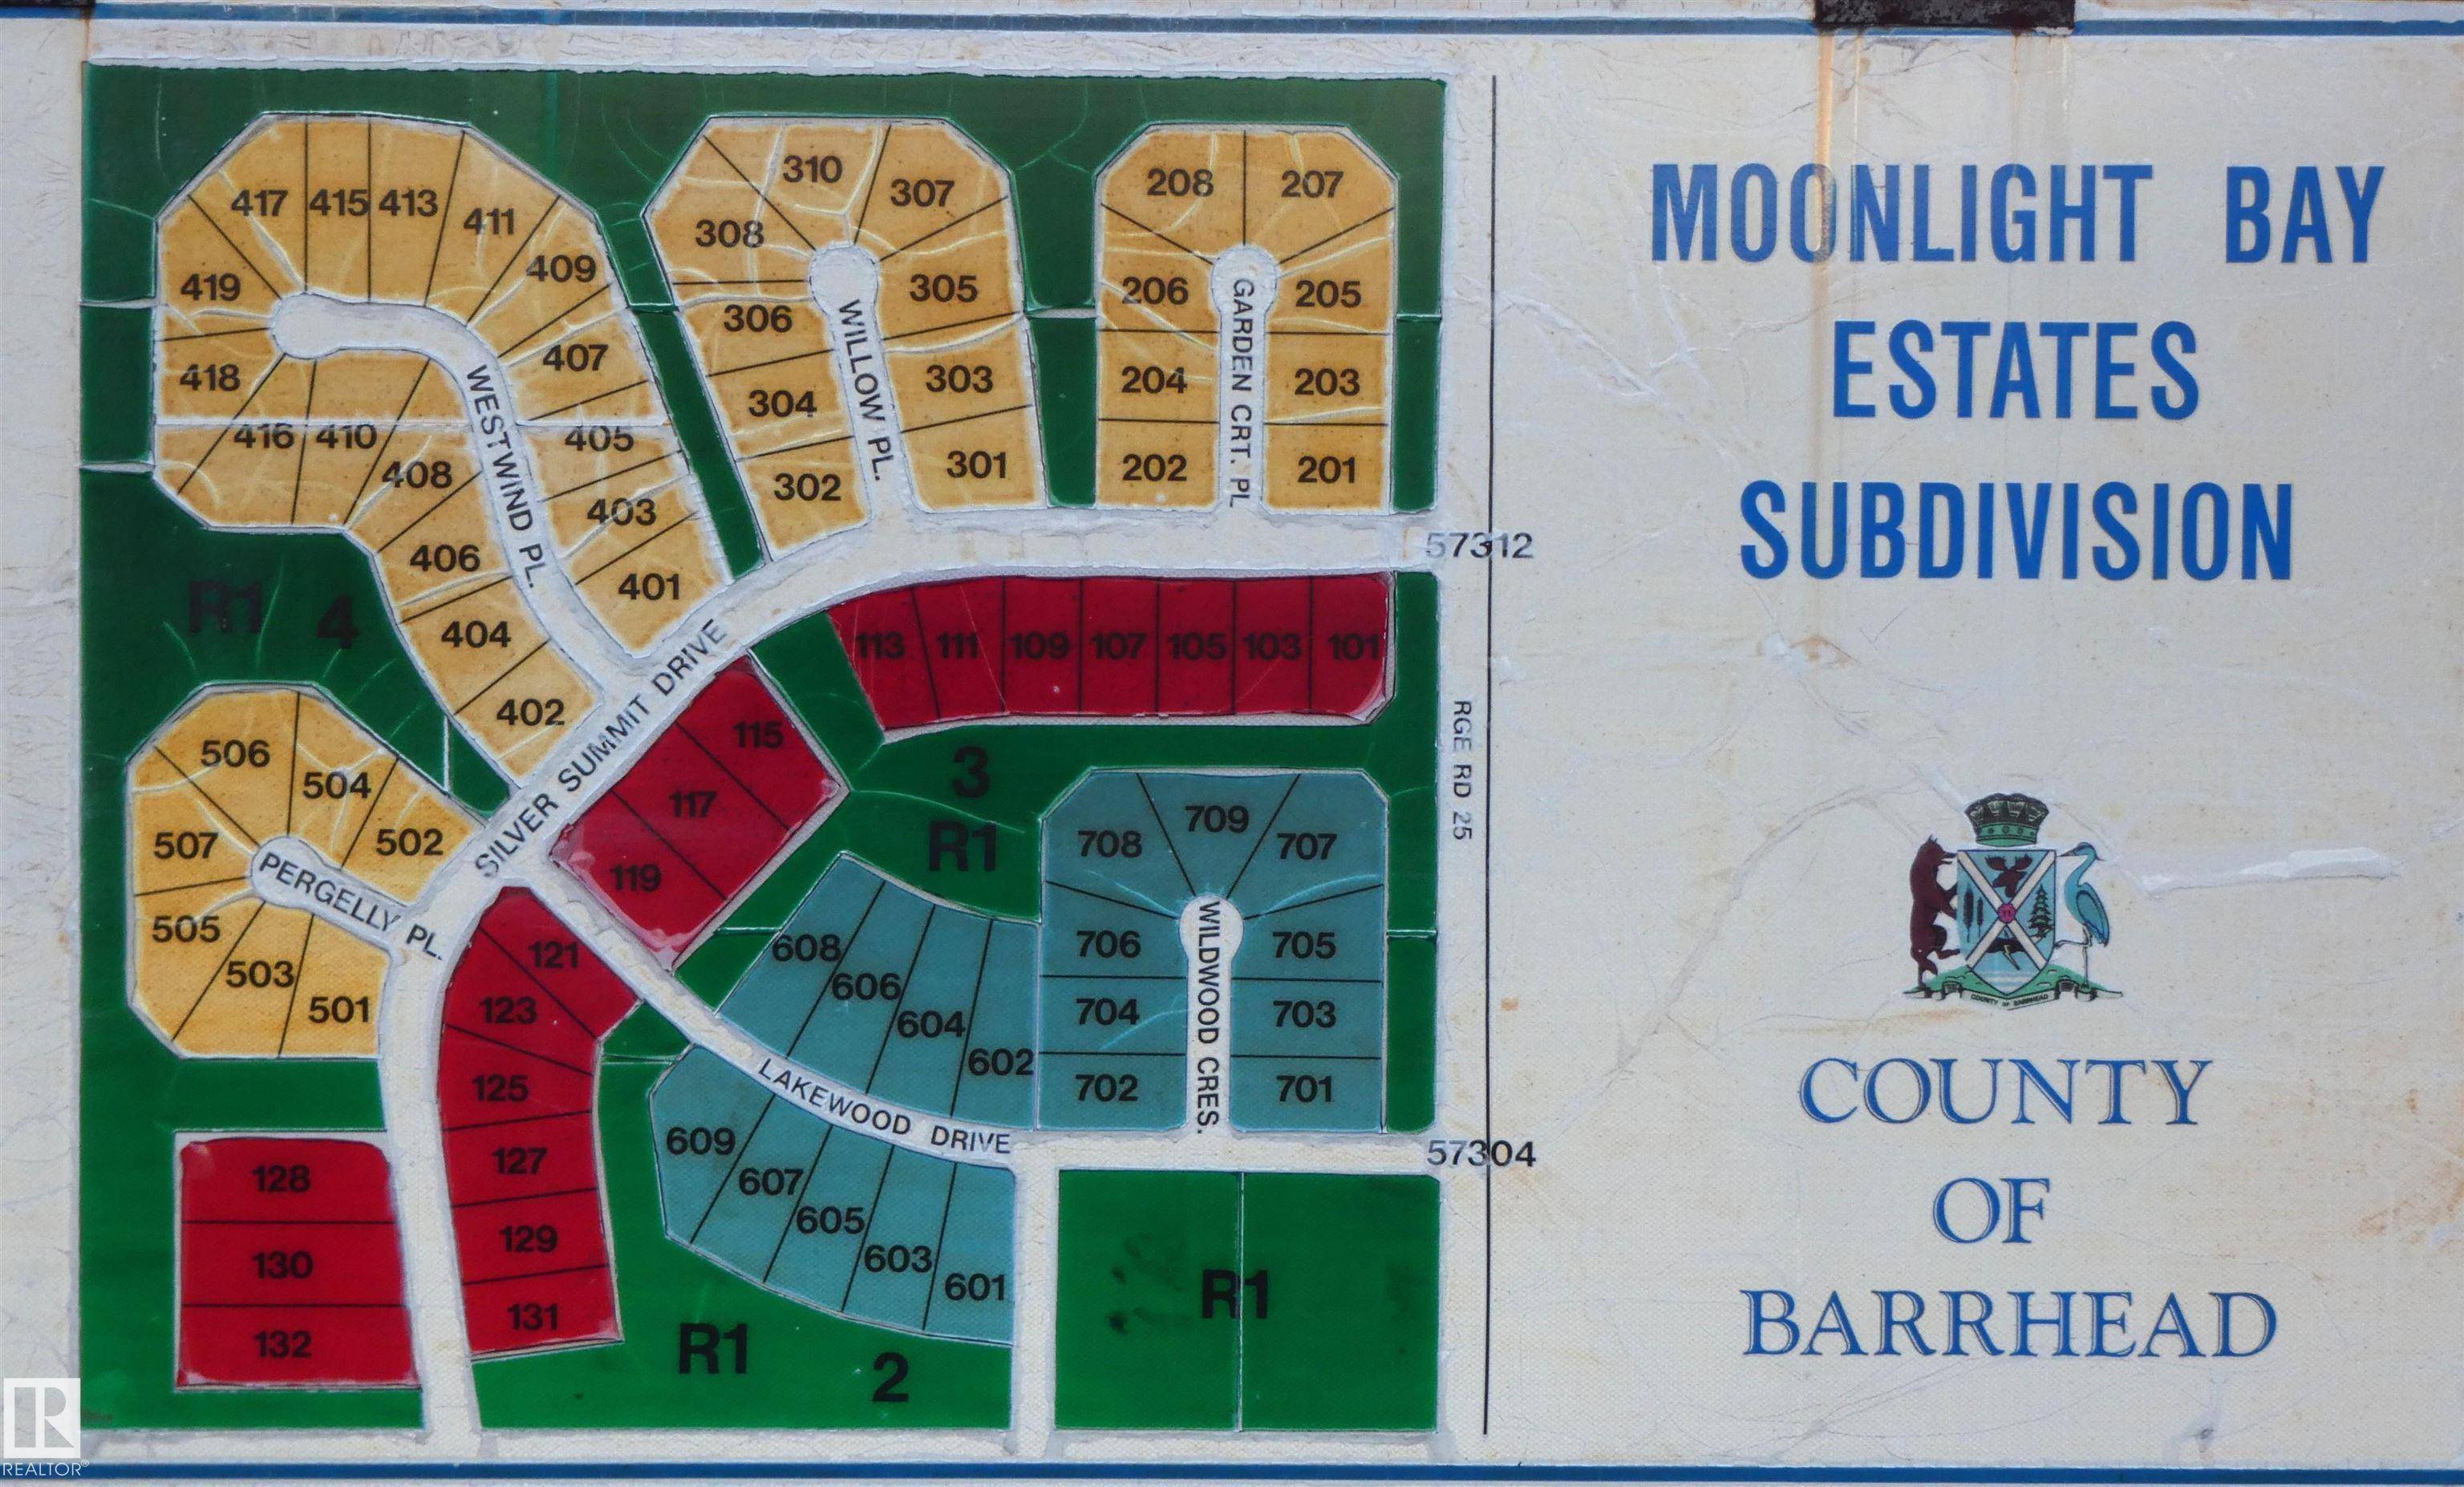 MOONLIGHT BAY
ESTATES
SUBDIVISION
COUNTY
OF
BARRHEAD
COUNTY OF BARRHEAD
417 415 413 411 409
419 407
418 405
416 410 408 403
406 401
404
402
WESTWIND PL.
310 307
308 305
306 303
304 301
302
WILLOW PL.
208 207
206 205
204 203
202 201
GARDEN CRT. PL
57312
R1 4
113 111 109 107 105 103 101
SILVER SUMMIT DRIVE
115
117
119
3
R1
RGE RD 25
506 504
507 502
505 503 501
PERGELLY PL.
708 709 707
706 705
704 703
702 701
WILDWOOD CRES.
608 606 604 602
LAKEWOOD DRIVE
57304
121
123
125
127
129
131
609 607 605 603 601
128
130
132
R1 2
R1
REALTOR®